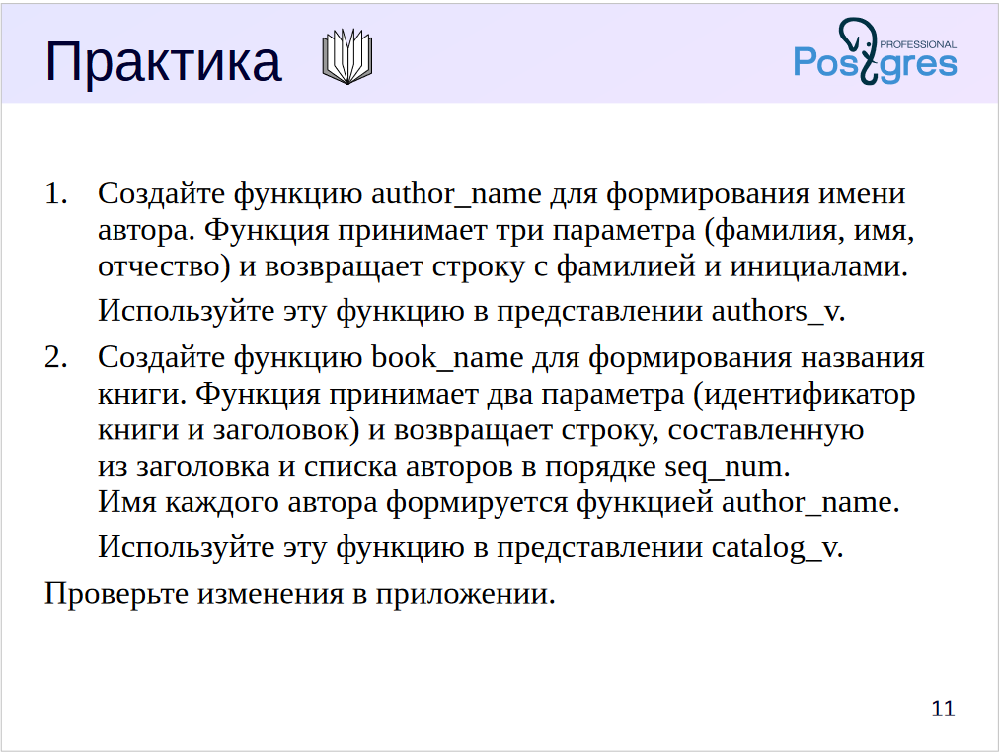 Практика
PROFESSIONAL
Postgres
1. Создайте функцию author_name для формирования имени
автора. Функция принимает три параметра (фамилия, имя,
отчество) и возвращает строку с фамилией и инициалами.
Используйте эту функцию в представлении authors_v.
2. Создайте функцию book_name для формирования названия
книги. Функция принимает два параметра (идентификатор
книги и заголовок) и возвращает строку, составленную
из заголовка и списка авторов в порядке seq_num.
Имя каждого автора формируется функцией author_name.
Используйте эту функцию в представлении catalog_v.
Проверьте изменения в приложении.
11